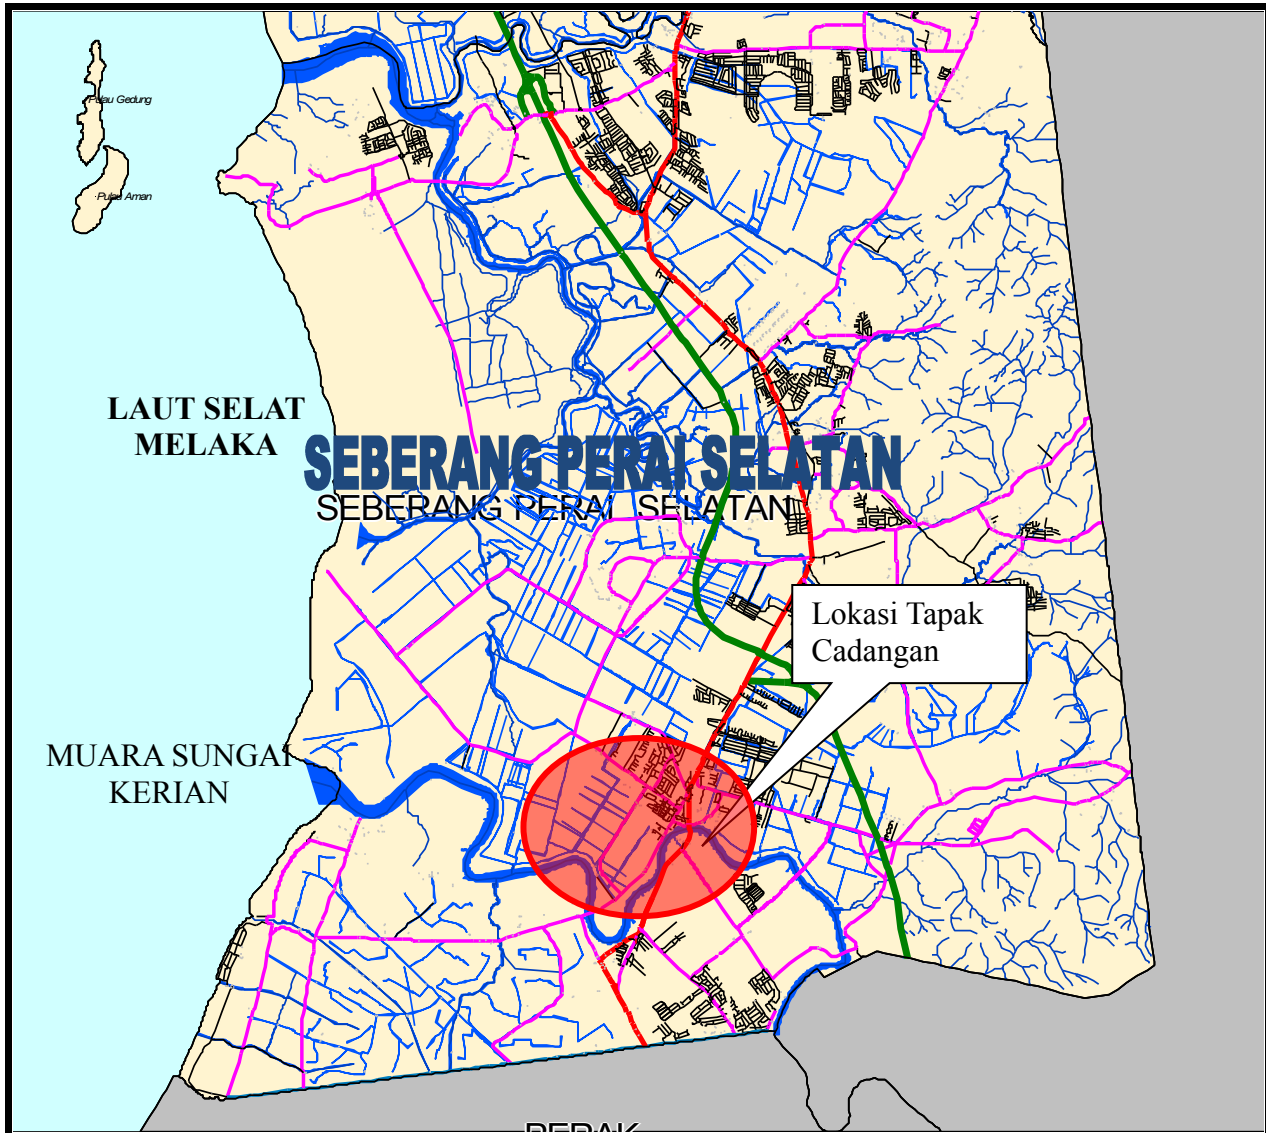 Pulau Gedung
Pulau Aman
LAUT SELAT
MELAKA
SEBERANG PERAI SELATAN
SEBERANG PERAI SELATAN
Lokasi Tapak
Cadangan
MUARA SUNGAI
KERIAN
PERAK